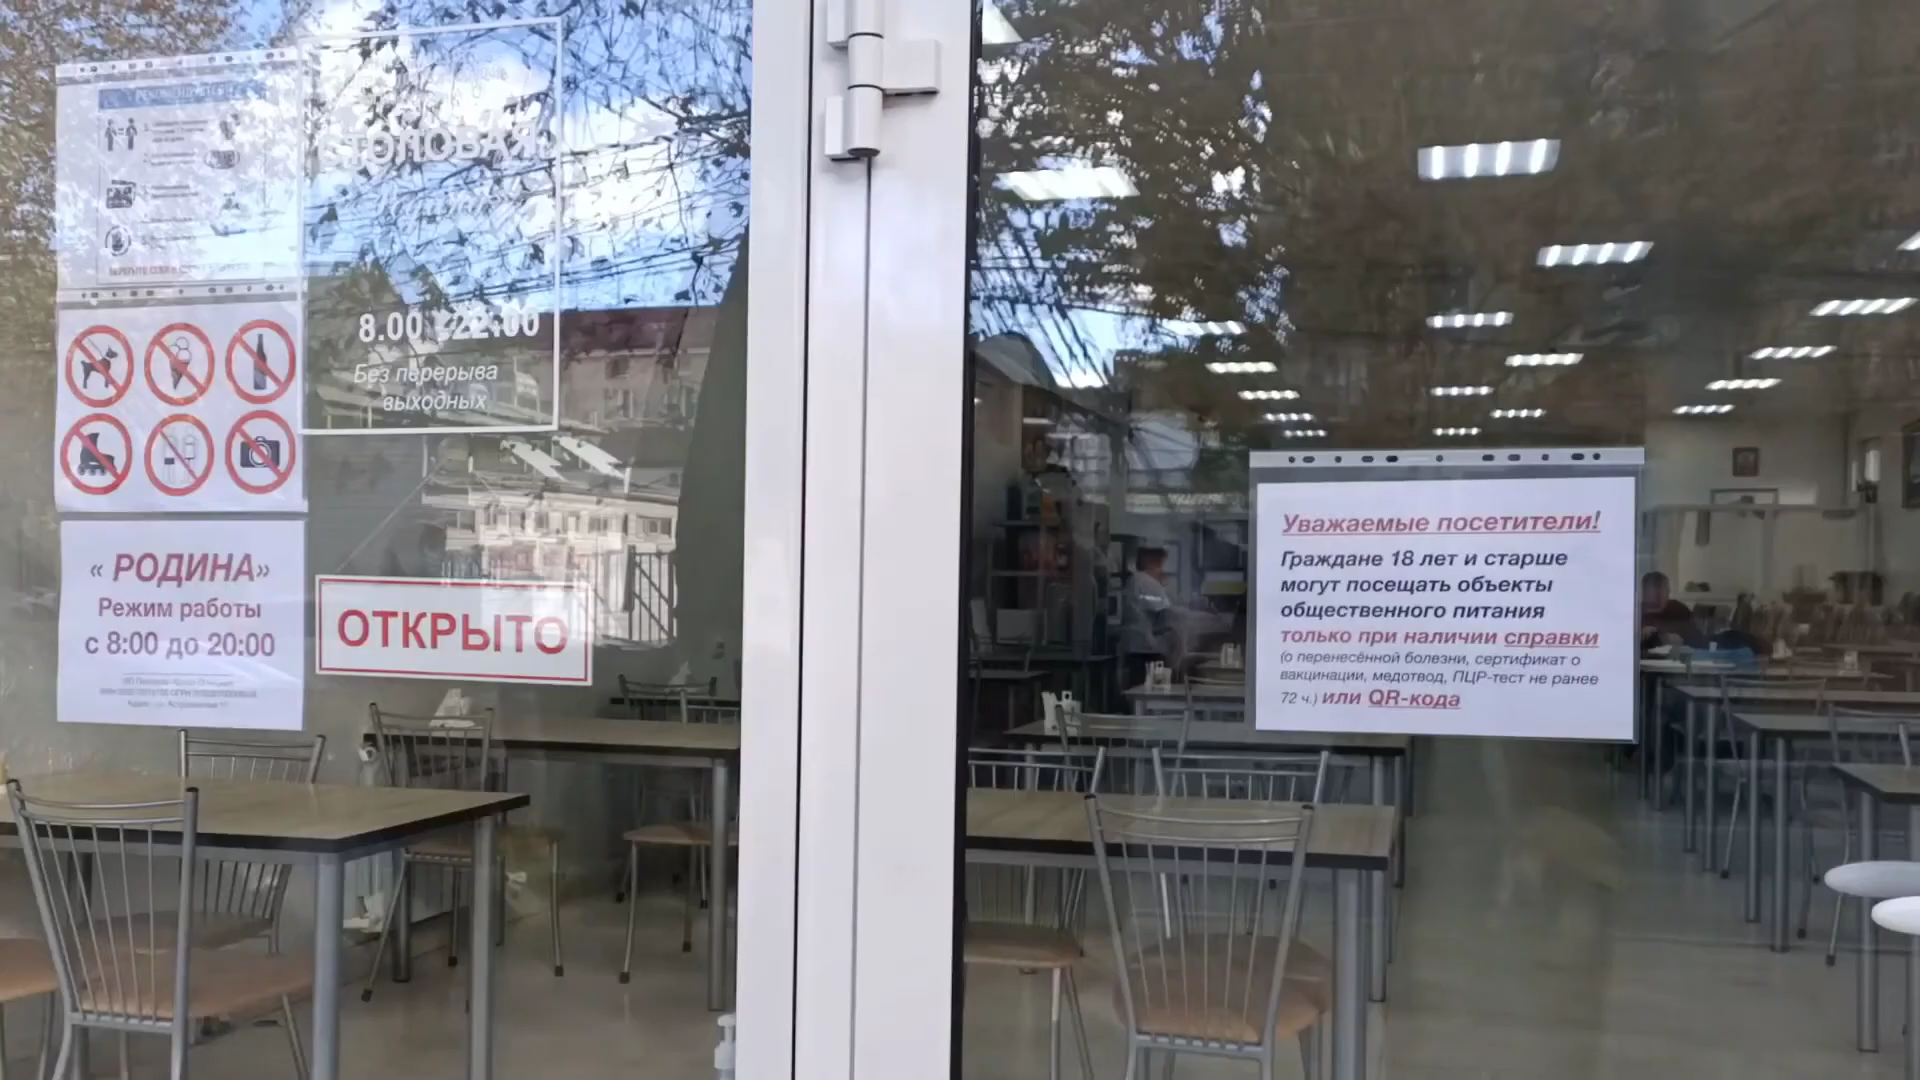 РЕКОМЕНДУЕТСЯ
СТОЛОВАЯ
8.00 - 22.00
Без перерыва
выходных
« РОДИНА»
Режим работы
с 8:00 до 20:00
ОТКРЫТО
Уважаемые посетители!
Граждане 18 лет и старше
могут посещать объекты
общественного питания
только при наличии справки
(о перенесённой болезни, сертификат о
вакцинации, медотвод, ПЦР-тест не ранее
72 ч.) или QR-кода